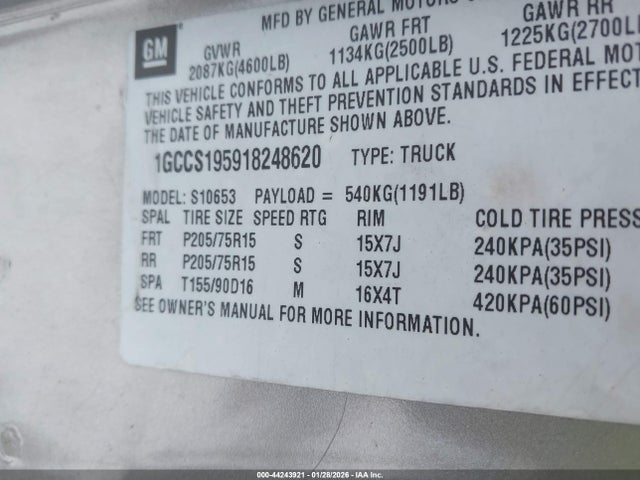 MFD BY GENERAL MOTORS
GM
GVWR GAWR FRT GAWR RR
2087KG(4600LB) 1134KG(2500LB) 1225KG(2700LB
THIS VEHICLE CONFORMS TO ALL APPLICABLE U.S. FEDERAL MOT
VEHICLE SAFETY AND THEFT PREVENTION STANDARDS IN EFFECT
THE DATE OF MANUFACTURE SHOWN ABOVE.
1GCCS195918248620 TYPE: TRUCK
MODEL: S10653 PAYLOAD = 540KG(1191LB)
SPAL TIRE SIZE SPEED RTG RIM COLD TIRE PRESS
FRT P205/75R15 S 15X7J 240KPA(35PSI)
RR P205/75R15 S 15X7J 240KPA(35PSI)
SPA T155/90D16 M 16X4T 420KPA(60PSI)
SEE OWNER'S MANUAL FOR MORE INFORMATION.
000-44243921 - 01/28/2026 - IAA Inc.